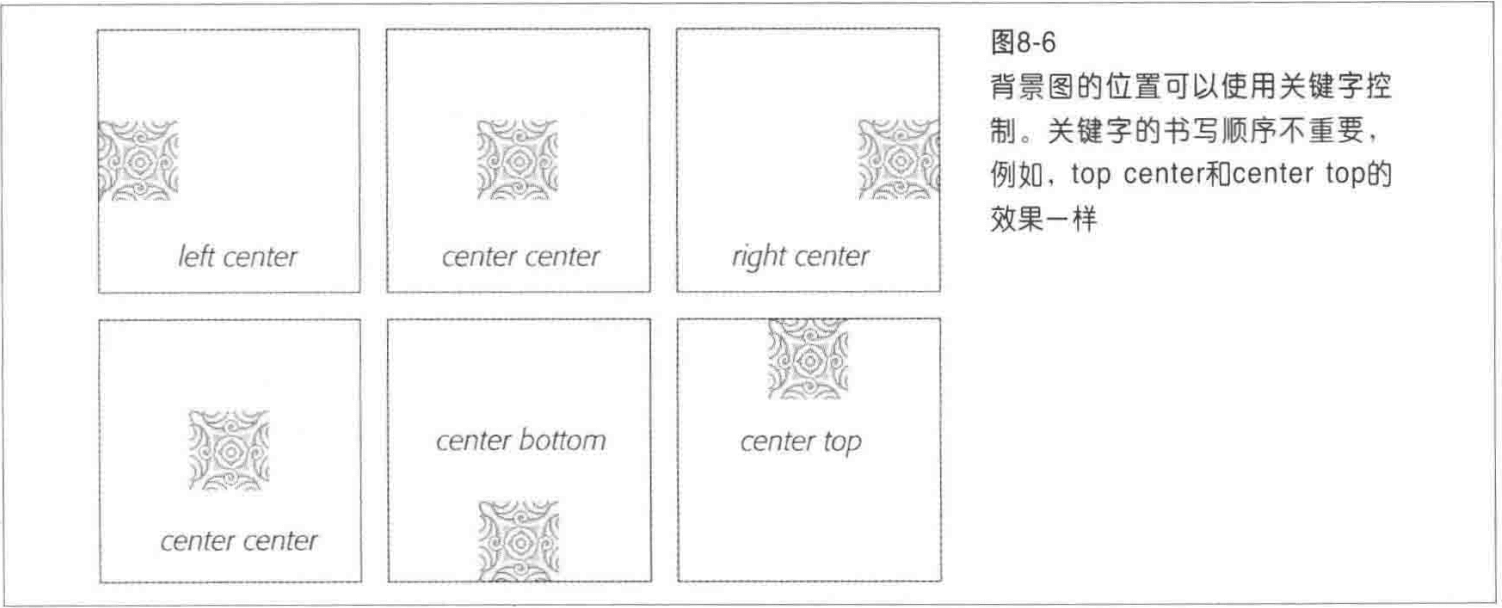 left center
center center
right center
center center
center bottom
center top
图8-6
背景图的位置可以使用关键字控
制。关键字的书写顺序不重要，
例如，top center和center top的
效果一样